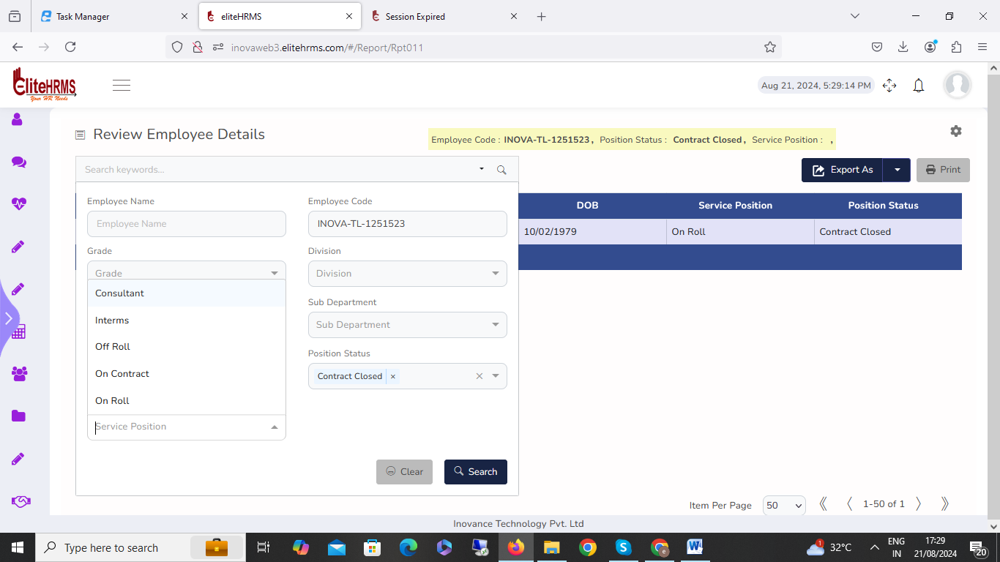 Task Manager
eliteHRMS
Session Expired
inovaweb3.elitehrms.com/#/Report/Rpt011
EliteHRMS
Your HR Needs
Aug 21, 2024, 5:29:14 PM
Review Employee Details
Employee Code : INOVA-TL-1251523 , Position Status : Contract Closed , Service Position : ,
Search keywords...
Export As
Print
DOB Service Position Position Status
10/02/1979 On Roll Contract Closed
Employee Name Employee Code
Employee Name INOVA-TL-1251523
Grade Division
Grade Division
Consultant
Interms
Off Roll
On Contract
On Roll
Service Position
Sub Department
Sub Department
Position Status
Contract Closed ×
Clear Search
Item Per Page 50 1-50 of 1
Inovance Technology Pvt. Ltd
Type here to search
1
32°C
ENG
IN
17:29
21/08/2024
20